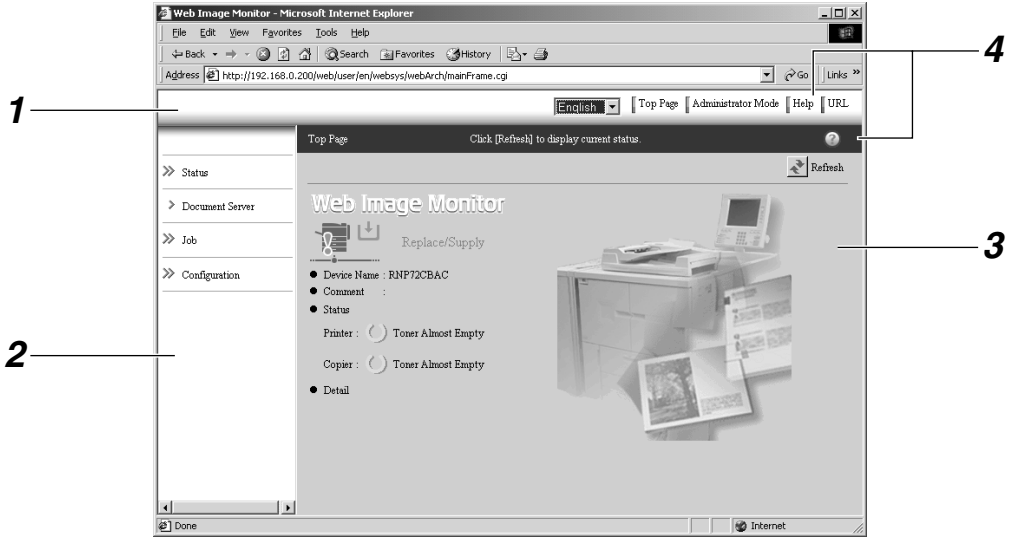 Web Image Monitor - Microsoft Internet Explorer
File Edit View Favorites Tools Help
Back Search Favorites History
Address http://192.168.0.200/web/user/en/websys/webArch/mainFrame.cgi Go Links »
4
1
English Top Page Administrator Mode Help URL
Top Page Click [Refresh] to display current status. ?
Refresh
Status
Document Server
Job
Configuration
Web Image Monitor
Replace/Supply
3
Device Name : RNP72CBAC
Comment :
Status
Printer : Toner Almost Empty
2
Copier : Toner Almost Empty
Detail
Done Internet